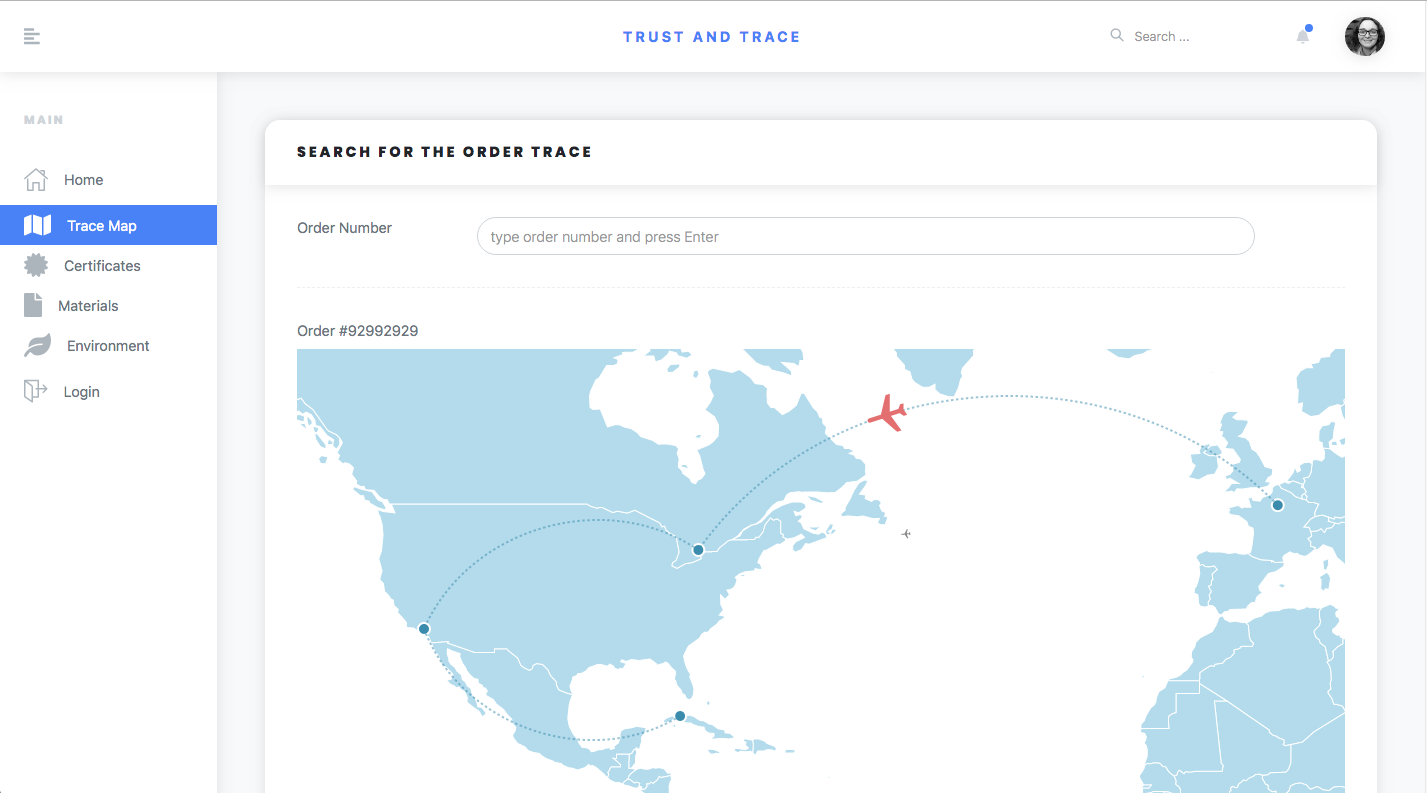 TRUST AND TRACE
Search ...
MAIN
Home
Trace Map
Certificates
Materials
Environment
Login
SEARCH FOR THE ORDER TRACE
Order Number
type order number and press Enter
Order #92992929